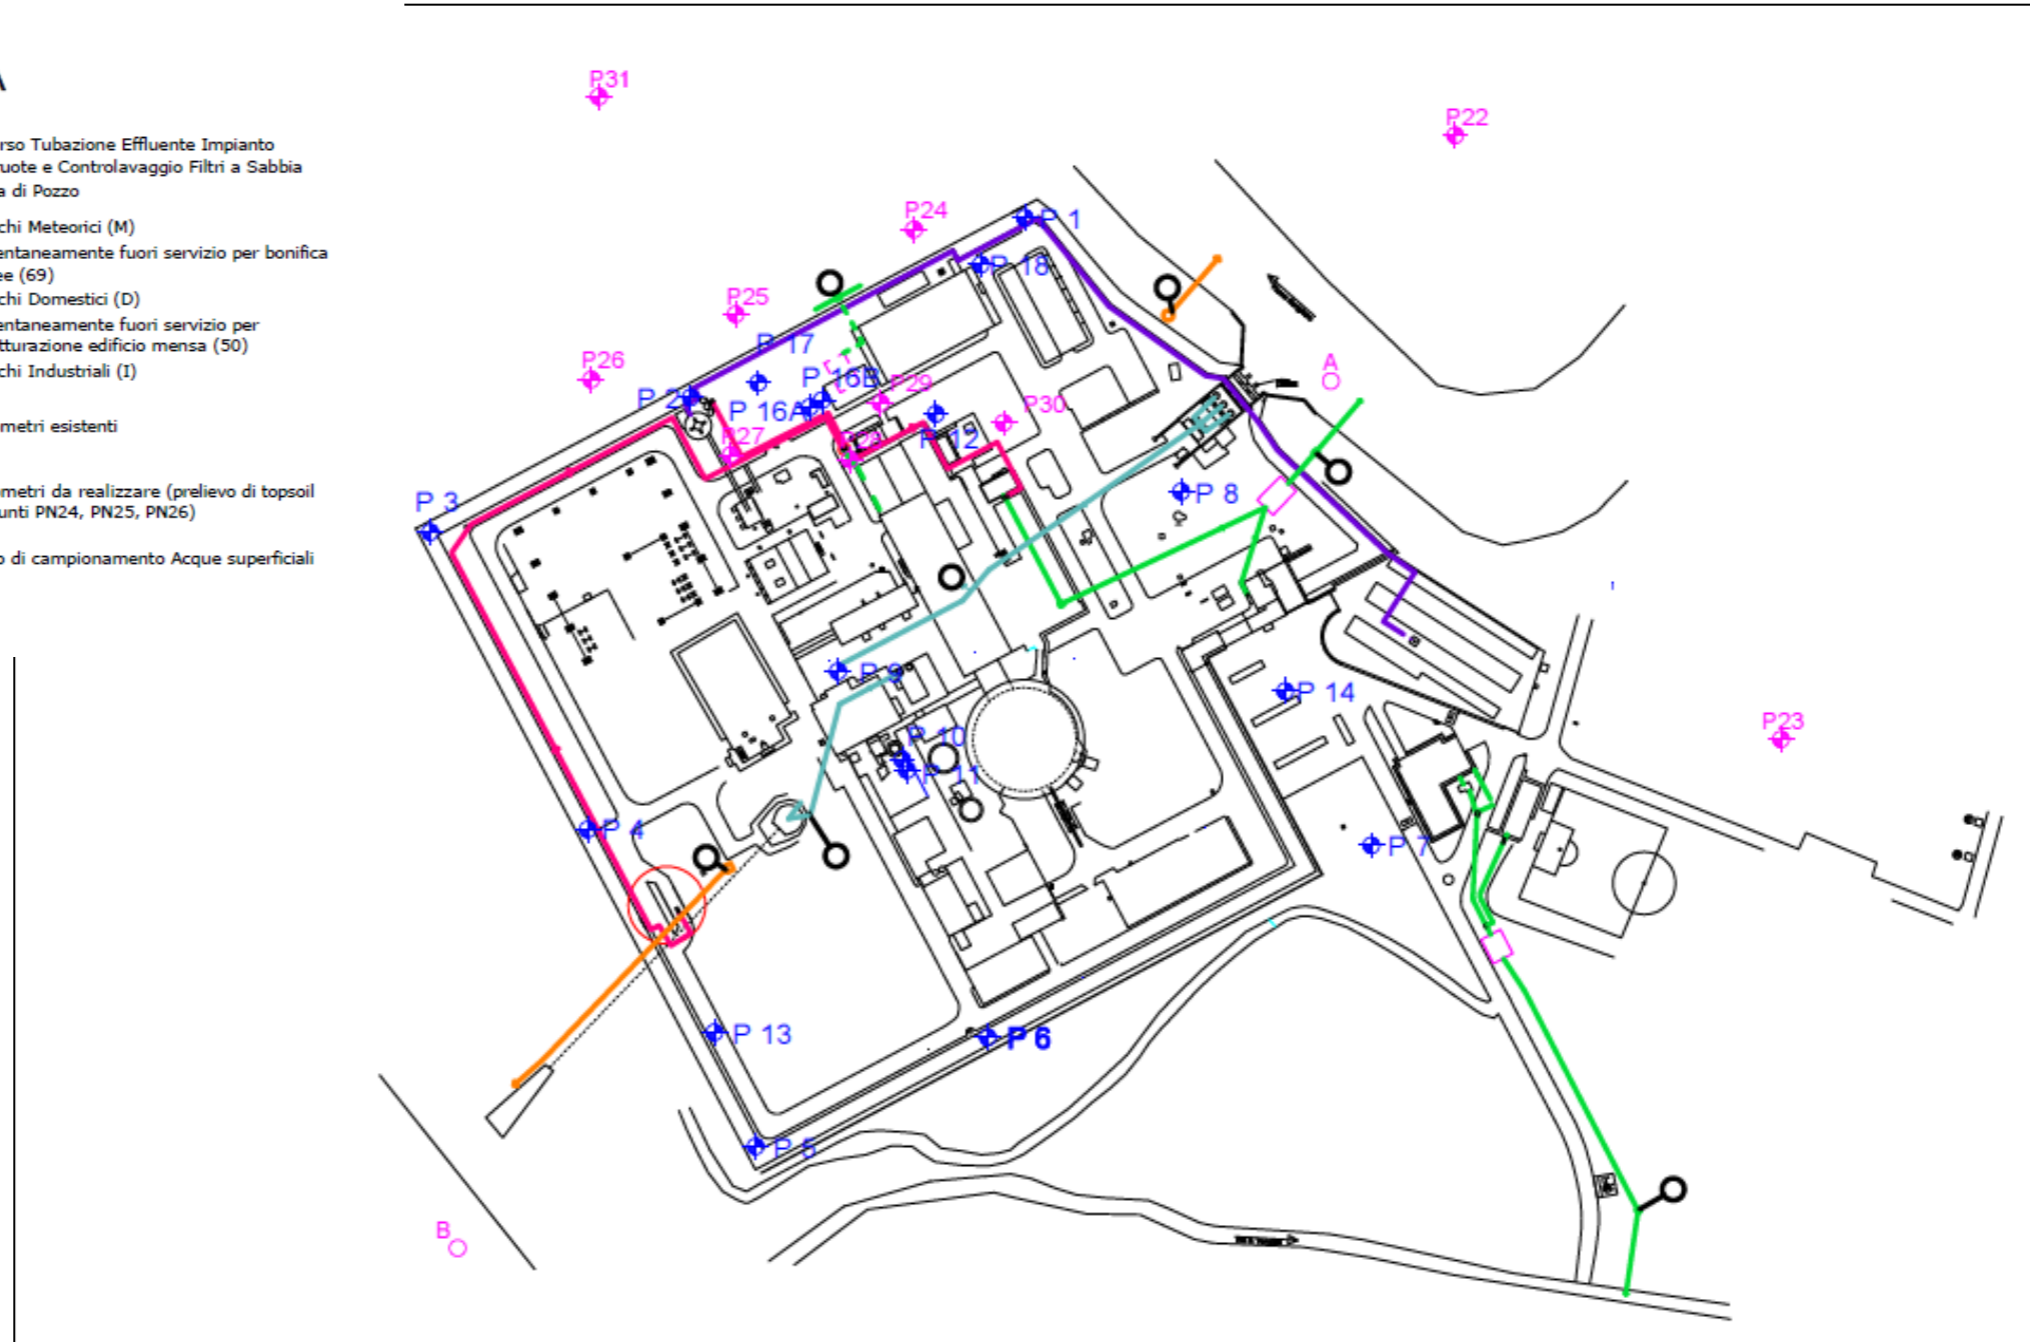 A
rso Tubazione Effluente Impianto
uote e Controlavaggio Filtri a Sabbia
a di Pozzo
chi Meteorici (M)
entaneamente fuori servizio per bonifica
ee (69)
chi Domestici (D)
entaneamente fuori servizio per
tturazione edificio mensa (50)
chi Industriali (I)
metri esistenti
metri da realizzare (prelievo di topsoil
unti PN24, PN25, PN26)
o di campionamento Acque superficiali
P31
P22
P24
P 1
P 18
P25
P 17
P26
P 16B
P 2
P29
A
P 16A
P30
P27
P28
P 12
P 3
P 8
P 9
P 14
P23
P 10
P 11
P 4
P 7
P 13
P 6
P 5
B